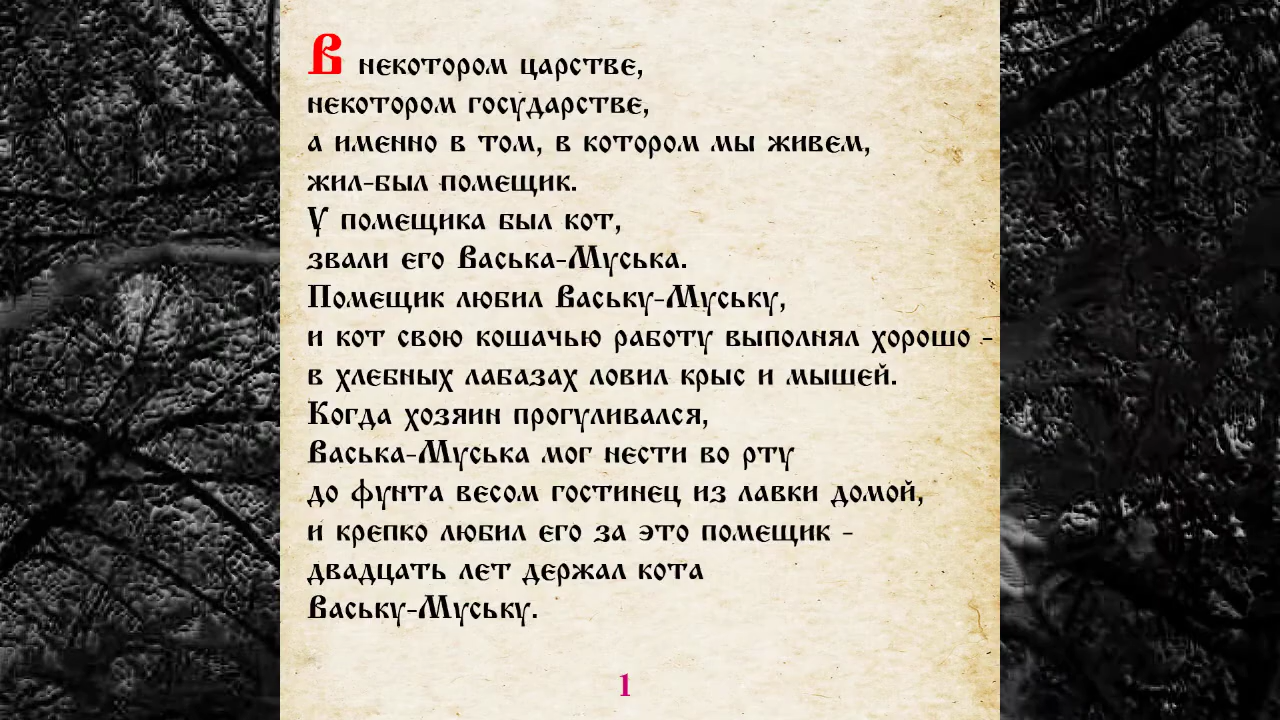 В некотором царстве,
некотором государстве,
а именно в том, в котором мы живем,
жил-был помещик.
У помещика был кот,
звали его Васька-Муська.
Помещик любил Ваську-Муську,
и кот свою кошачью работу выполнял хорошо -
в хлебных лабазах ловил крыс и мышей.
Когда хозяин прогуливался,
Васька-Муська мог нести во рту
до фунта весом гостинец из лавки домой,
и крепко любил его за это помещик -
двадцать лет держал кота
Ваську-Муську.
1